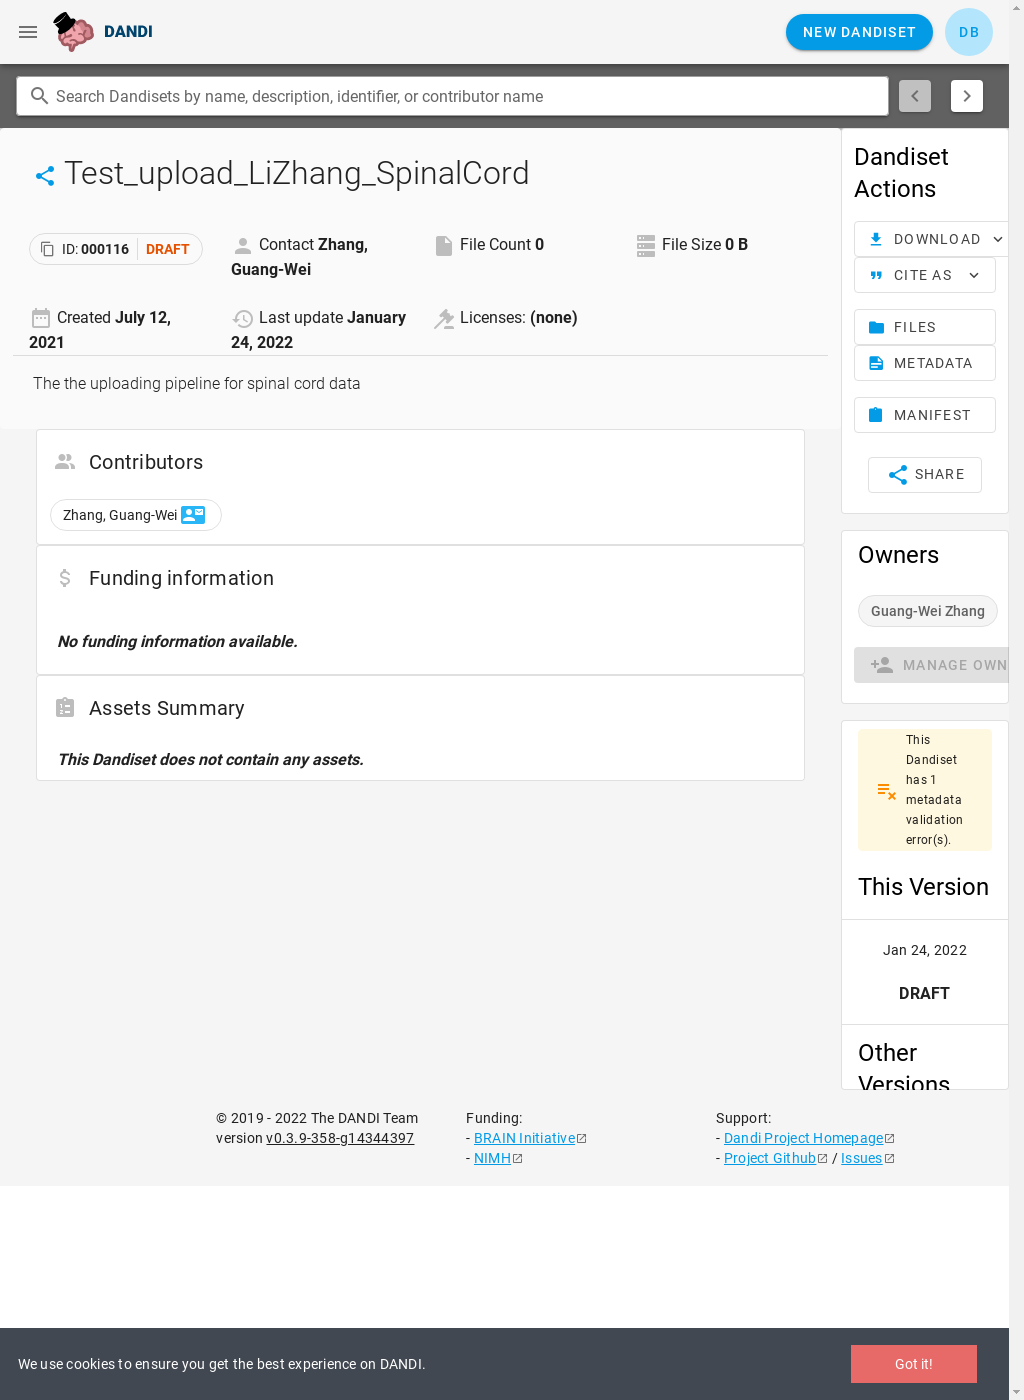 DANDI
NEW DANDISET
DB
Search Dandisets by name, description, identifier, or contributor name
Test_upload_LiZhang_SpinalCord
ID: 000116 DRAFT
Contact Zhang,
Guang-Wei
File Count 0
File Size 0 B
Created July 12,
2021
Last update January
24, 2022
Licenses: (none)
The the uploading pipeline for spinal cord data
Contributors
Zhang, Guang-Wei
Funding information
No funding information available.
Assets Summary
This Dandiset does not contain any assets.
Dandiset
Actions
DOWNLOAD
CITE AS
FILES
METADATA
MANIFEST
SHARE
Owners
Guang-Wei Zhang
MANAGE OWN
This
Dandiset
has 1
metadata
validation
error(s).
This Version
Jan 24, 2022
DRAFT
Other
Versions
© 2019 - 2022 The DANDI Team
version v0.3.9-358-g14344397
Funding:
- BRAIN Initiative
- NIMH
Support:
- Dandi Project Homepage
- Project Github / Issues
We use cookies to ensure you get the best experience on DANDI.
Got it!